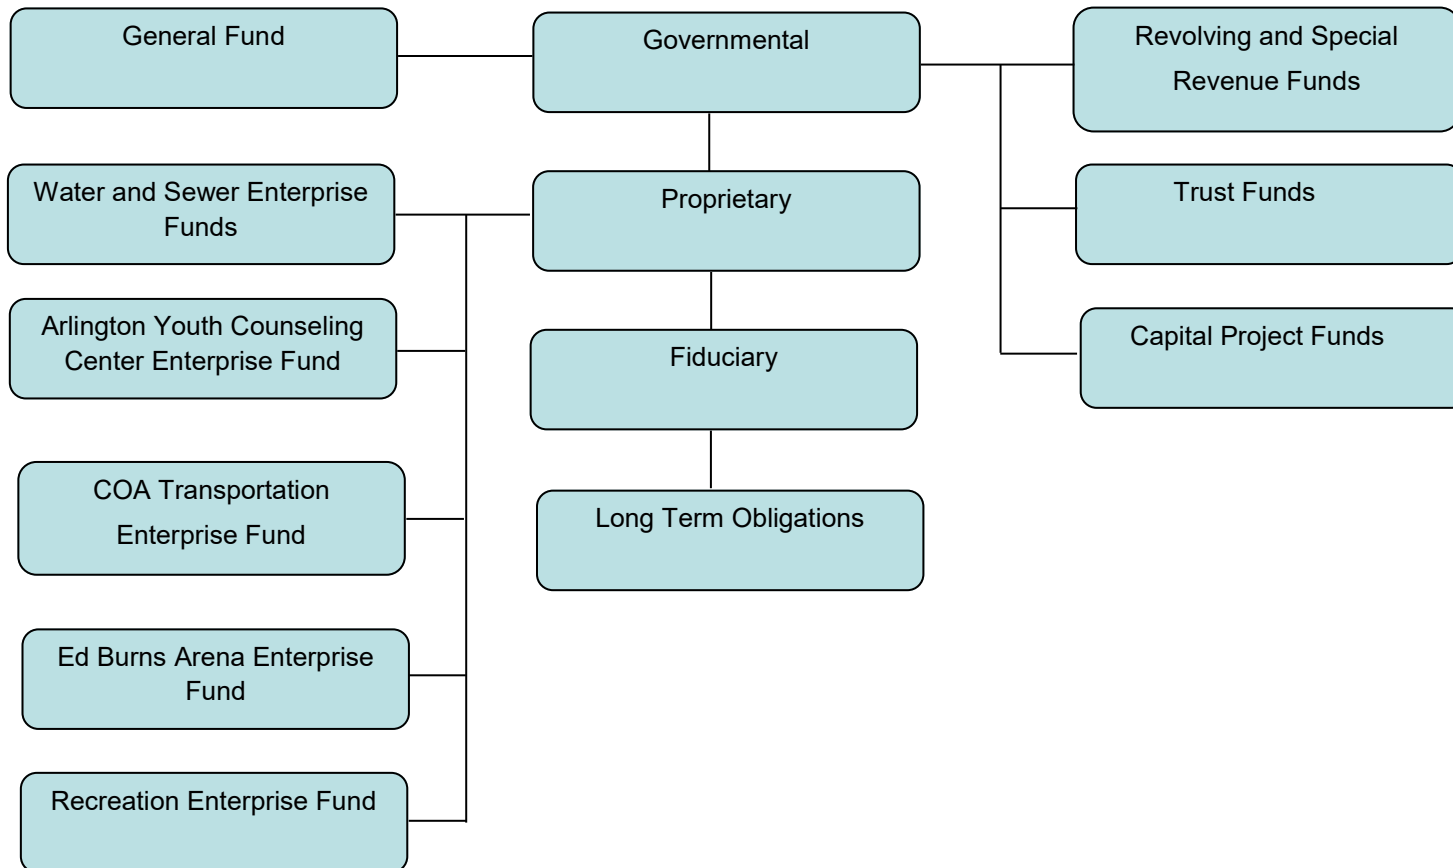 General Fund
Governmental
Revolving and Special
Revenue Funds
Water and Sewer Enterprise
Funds
Proprietary
Trust Funds
Arlington Youth Counseling
Center Enterprise Fund
Fiduciary
Capital Project Funds
COA Transportation
Enterprise Fund
Long Term Obligations
Ed Burns Arena Enterprise
Fund
Recreation Enterprise Fund